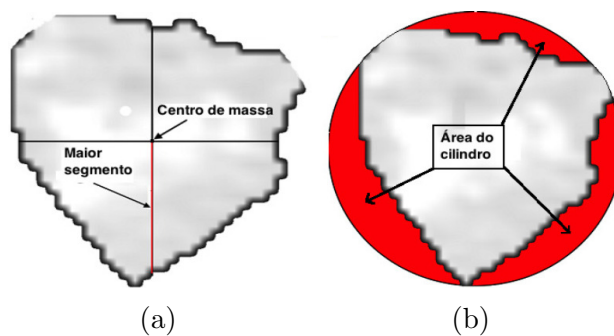 Centro de massa
Maior
segmento
Área do
cilindro
(a)
(b)